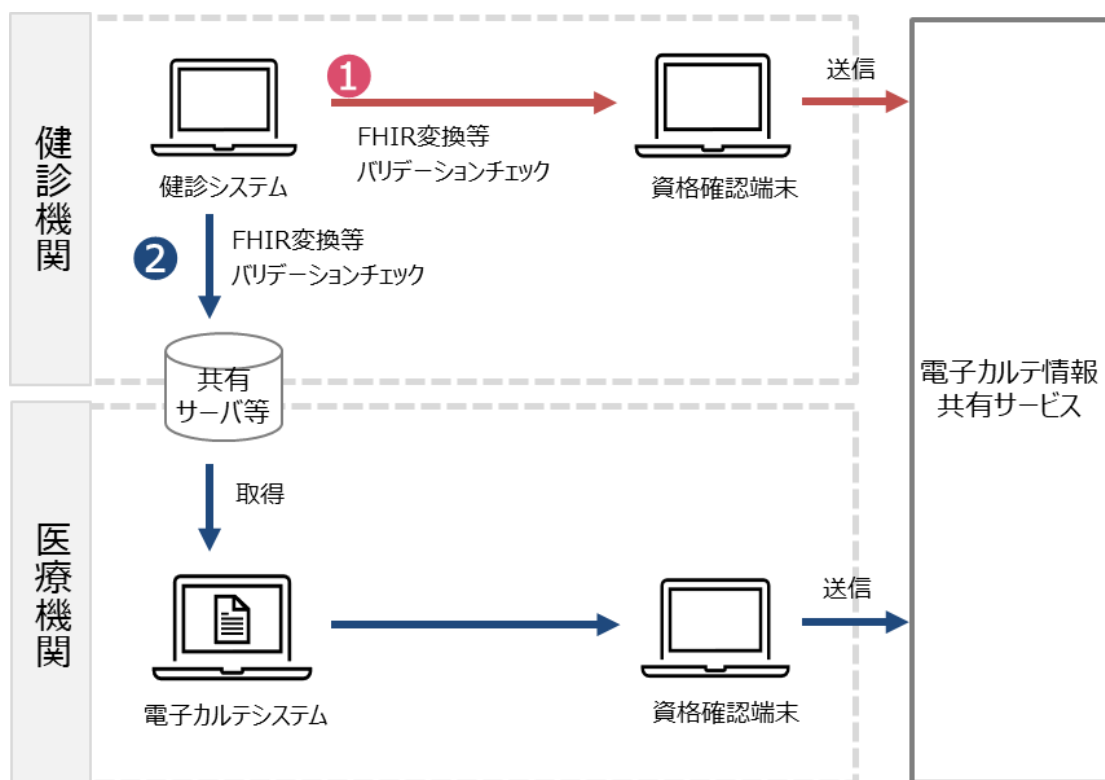 健診機関
1
送信
FHIR変換等
バリデーションチェック
健診システム
資格確認端末
2
FHIR変換等
バリデーションチェック
共有
サーバ等
電子カルテ情報
共有サービス
医療機関
取得
送信
電子カルテシステム
資格確認端末